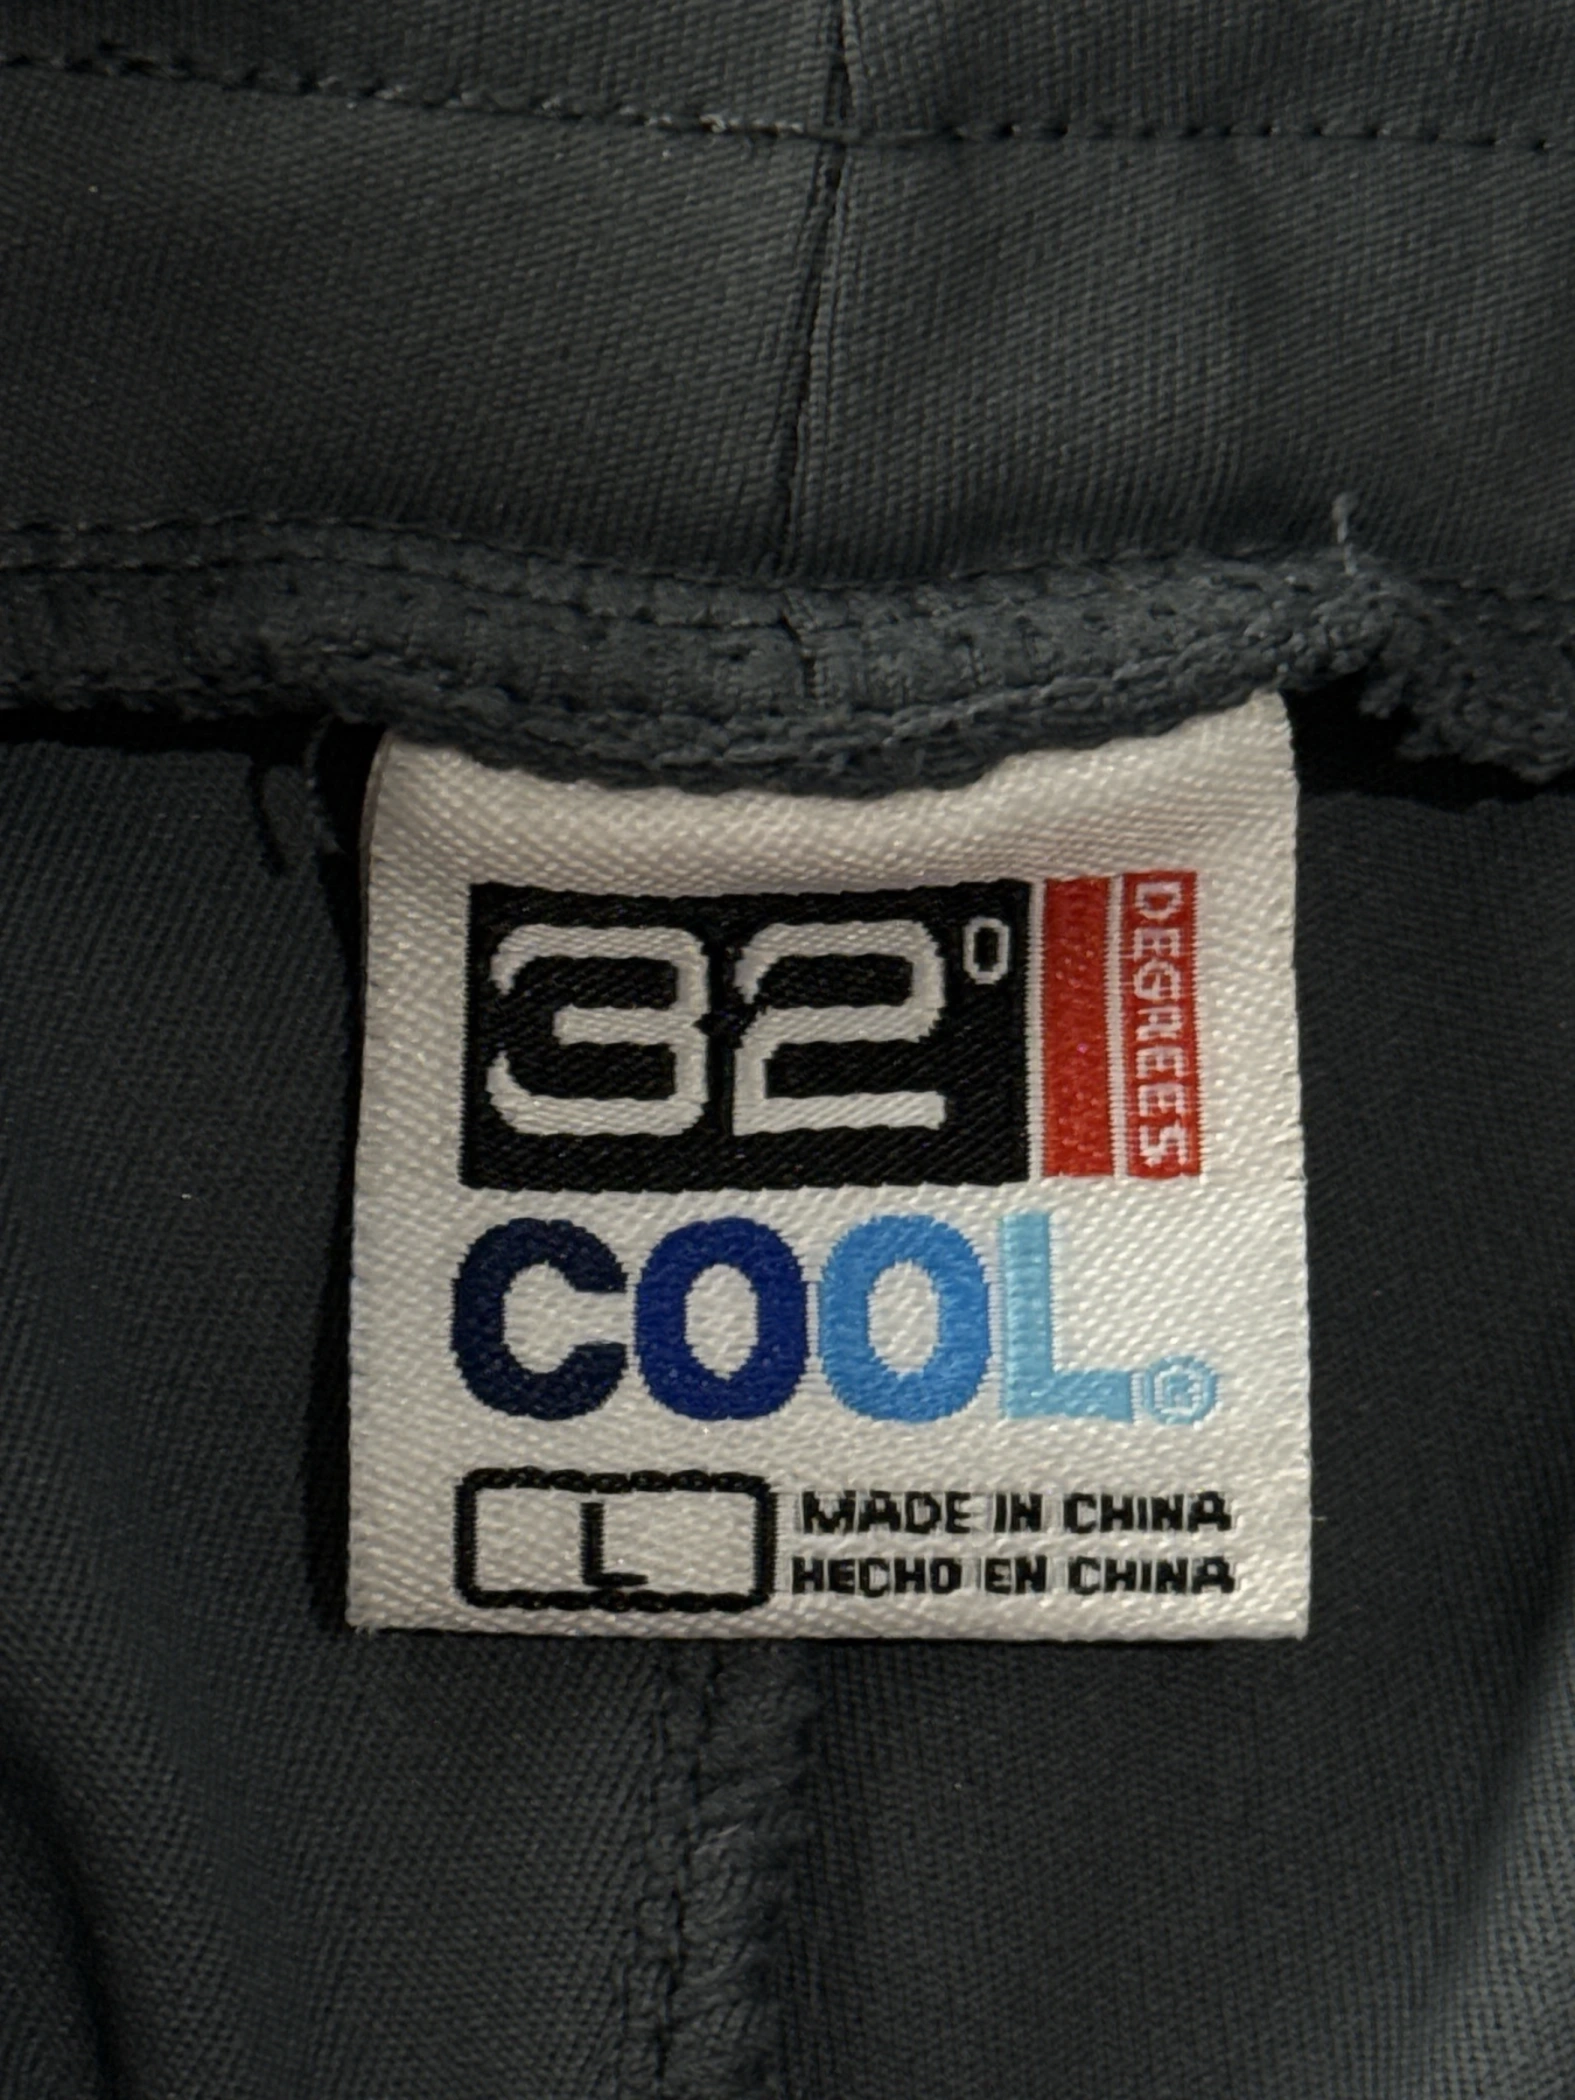 32° DEGREES
COOL®
L
MADE IN CHINA
HECHO EN CHINA